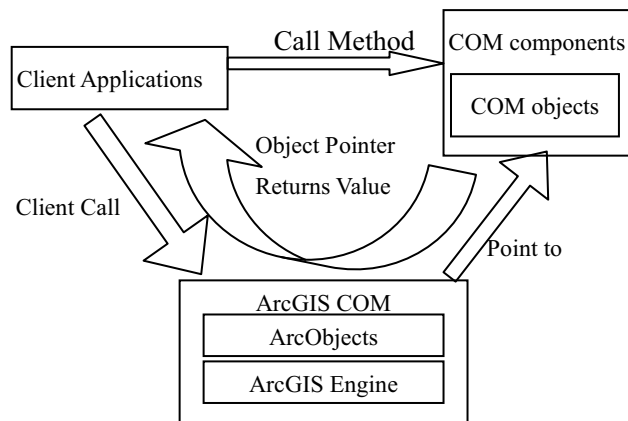 Call Method
COM components
Client Applications
COM objects
Object Pointer
Returns Value
Client Call
Point to
ArcGIS COM
ArcObjects
ArcGIS Engine